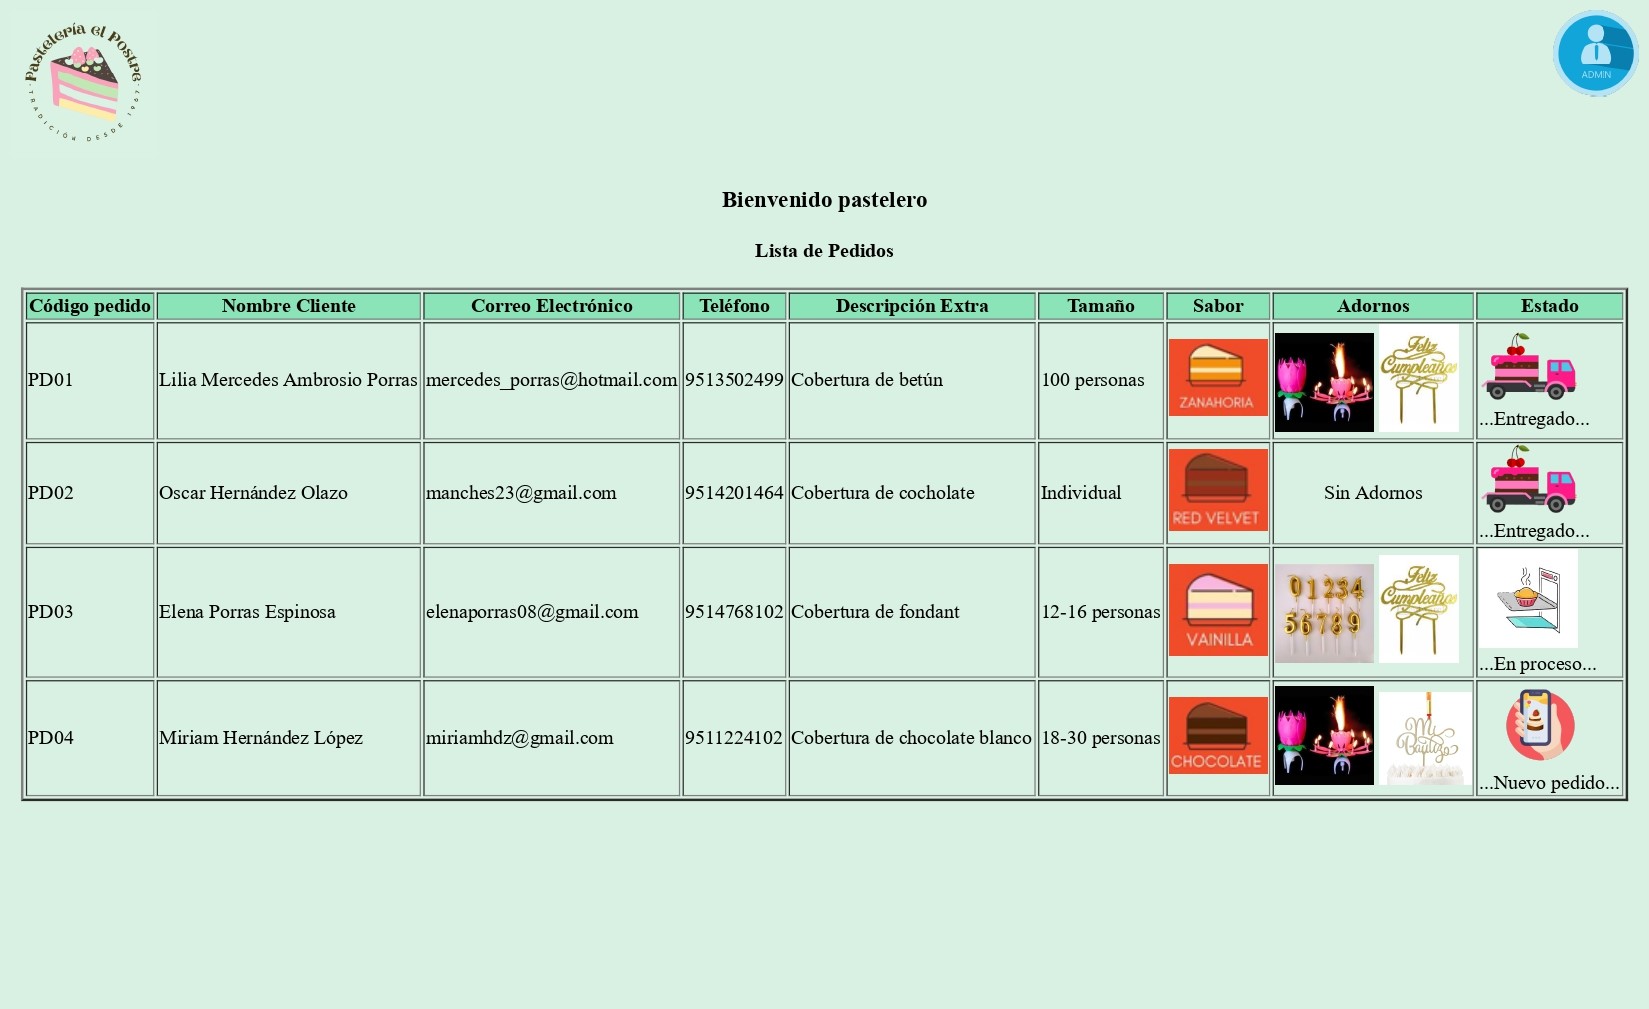 Pastelería el Postre
· TRADICIÓN DESDE 1967 ·
ADMIN
Bienvenido pastelero
Lista de Pedidos
Código pedido Nombre Cliente Correo Electrónico Teléfono Descripción Extra Tamaño Sabor Adornos Estado
PD01 Lilia Mercedes Ambrosio Porras mercedes_porras@hotmail.com 9513502499 Cobertura de betún 100 personas ZANAHORIA Feliz Cumpleaños ...Entregado...
PD02 Oscar Hernández Olazo manches23@gmail.com 9514201464 Cobertura de cocholate Individual RED VELVET Sin Adornos ...Entregado...
PD03 Elena Porras Espinosa elenaporras08@gmail.com 9514768102 Cobertura de fondant 12-16 personas VAINILLA 01234 56789 Feliz Cumpleaños ...En proceso...
PD04 Miriam Hernández López miriamhdz@gmail.com 9511224102 Cobertura de chocolate blanco 18-30 personas CHOCOLATE Mi Bautizo ...Nuevo pedido...